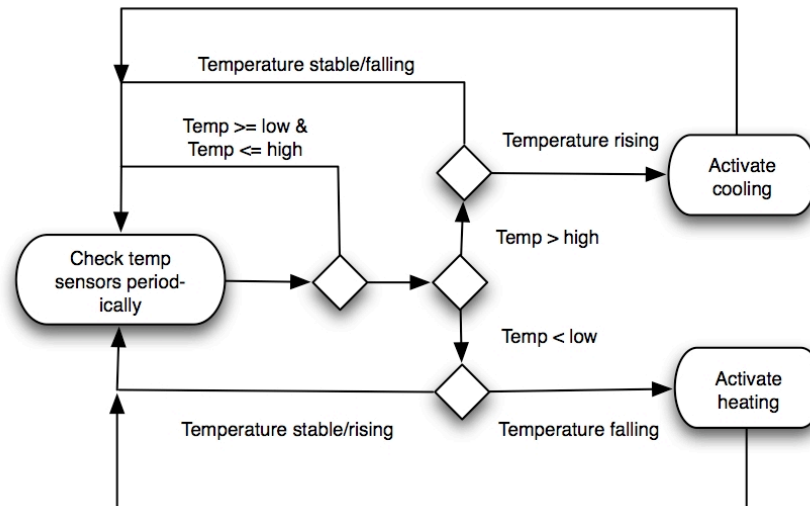 Temperature stable/falling
Temp >= low &
Temp <= high
Temperature rising
Activate
cooling
Temp > high
Check temp
sensors period-
ically
Temp < low
Activate
heating
Temperature stable/rising
Temperature falling